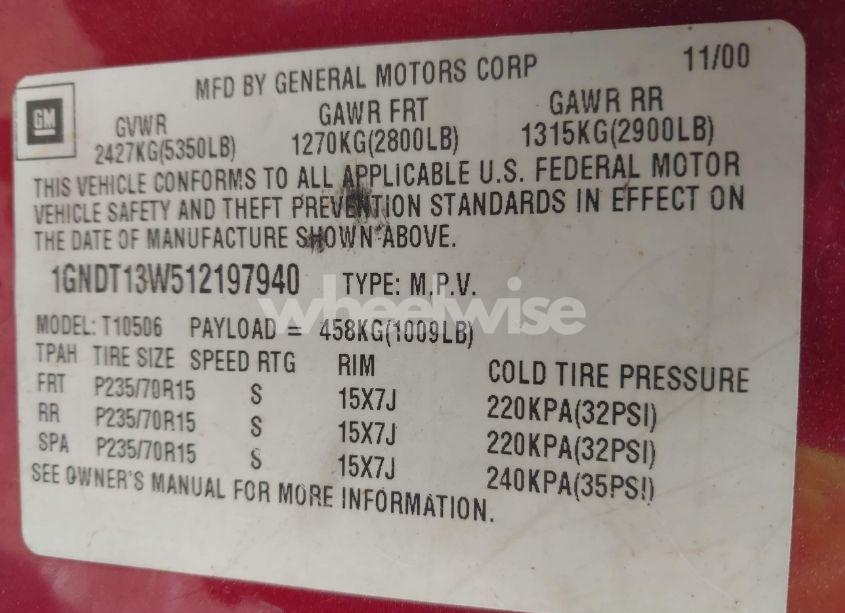 MFD BY GENERAL MOTORS CORP 11/00
GM
GVWR GAWR FRT GAWR RR
2427KG(5350LB) 1270KG(2800LB) 1315KG(2900LB)
THIS VEHICLE CONFORMS TO ALL APPLICABLE U.S. FEDERAL MOTOR
VEHICLE SAFETY AND THEFT PREVENTION STANDARDS IN EFFECT ON
THE DATE OF MANUFACTURE SHOWN ABOVE.
1GNDT13W512197940 TYPE: M.P.V.
wheelwise
MODEL: T10506 PAYLOAD = 458KG(1009LB)
TPAH TIRE SIZE SPEED RTG RIM COLD TIRE PRESSURE
FRT P235/70R15 S 15X7J 220KPA(32PSI)
RR P235/70R15 S 15X7J 220KPA(32PSI)
SPA P235/70R15 S 15X7J 240KPA(35PSI)
SEE OWNER'S MANUAL FOR MORE INFORMATION.